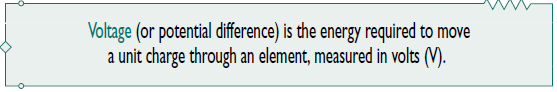 Voltage (or potential difference) is the energy required to move
a unit charge through an element, measured in volts (V).